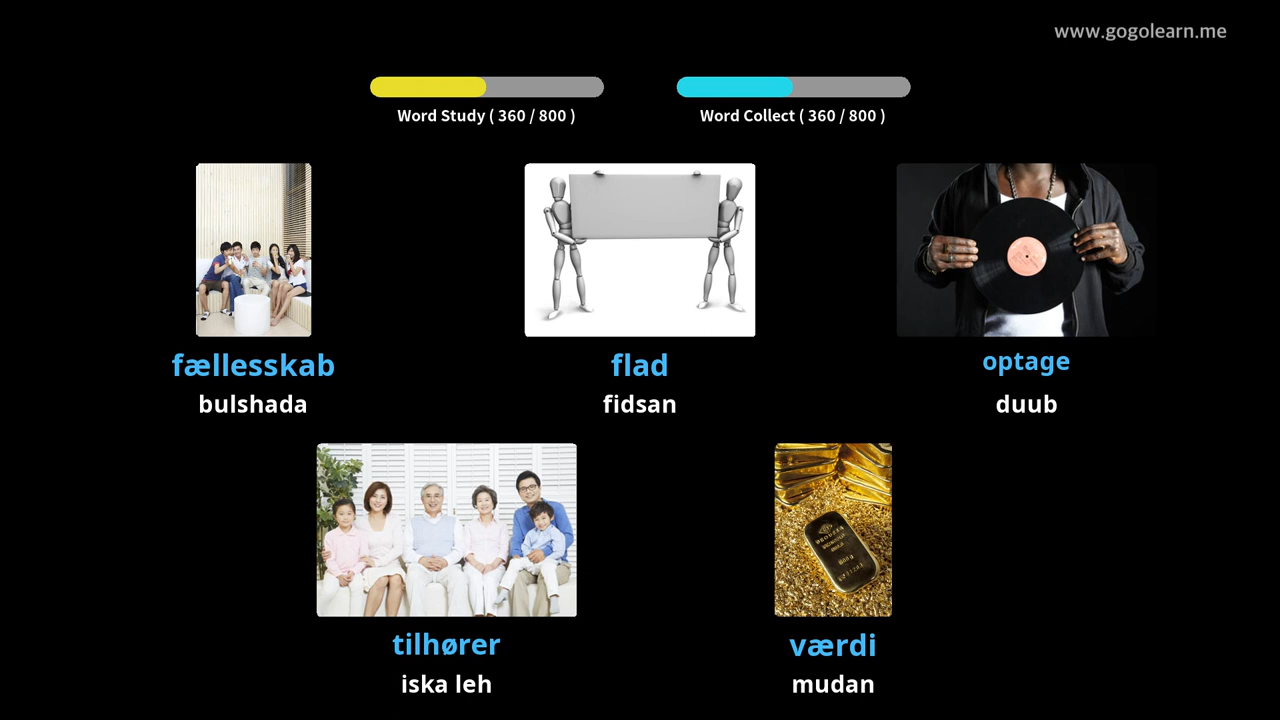 www.gogolearn.me
Word Study ( 360 / 800 )
Word Collect ( 360 / 800 )
fællesskab
bulshada
flad
fidsan
optage
duub
tilhører
iska leh
værdi
mudan